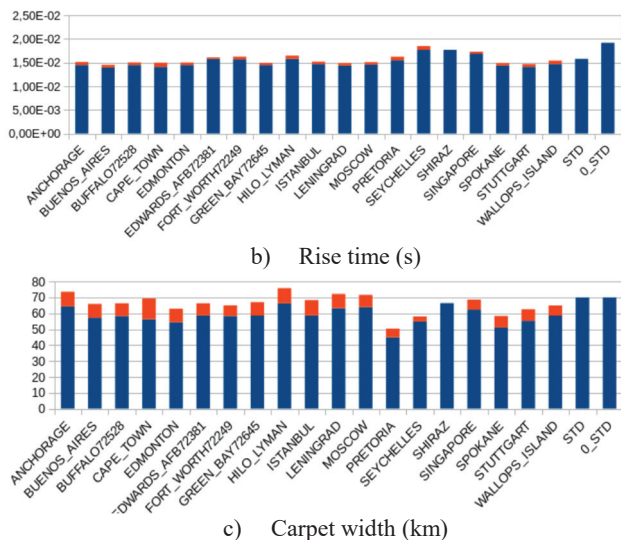 2,50E-02
2,00E-02
1,50E-02
1,00E-02
5,00E-03
0,00E+00
ANCHORAGE
BUENOS_AIRES
BUFFALO72528
CAPE_TOWN
EDMONTON
EDWARDS_AFB72381
FORT_WORTH72249
GREEN_BAY72645
HILO_LYMAN
ISTANBUL
LENINGRAD
MOSCOW
PRETORIA
SEYCHELLES
SHIRAZ
SINGAPORE
SPOKANE
STUTTGART
WALLOPS_ISLAND
STD
0_STD
b) Rise time (s)
80
70
60
50
40
30
20
10
0
ANCHORAGE
BUENOS_AIRES
BUFFALO72528
CAPE_TOWN
EDMONTON
EDWARDS_AFB72381
FORT_WORTH72249
GREEN_BAY72645
HILO_LYMAN
ISTANBUL
LENINGRAD
MOSCOW
PRETORIA
SEYCHELLES
SHIRAZ
SINGAPORE
SPOKANE
STUTTGART
WALLOPS_ISLAND
STD
0_STD
c) Carpet width (km)